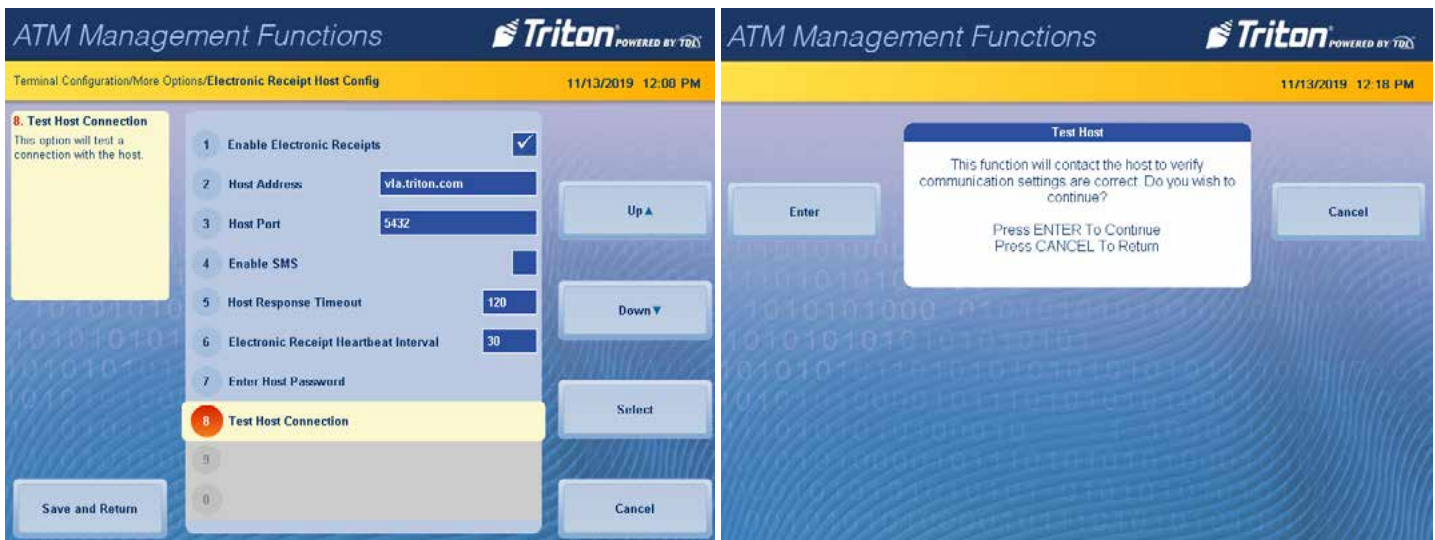 ATM Management Functions
Triton POWERED BY TDL
Terminal Configuration/More Options/Electronic Receipt Host Config
11/13/2019 12:08 PM
8. Test Host Connection
This option will test a
connection with the host.
1 Enable Electronic Receipts
2 Host Address vla.triton.com
3 Host Port 5432
4 Enable SMS
5 Host Response Timeout 120
6 Electronic Receipt Heartbeat Interval 30
7 Enter Host Password
8 Test Host Connection
9
0
Up
Down
Select
Save and Return
Cancel
ATM Management Functions
Triton POWERED BY TDL
11/13/2019 12:18 PM
Test Host
This function will contact the host to verify
communication settings are correct. Do you wish to
continue?
Press ENTER To Continue
Press CANCEL To Return
Enter
Cancel